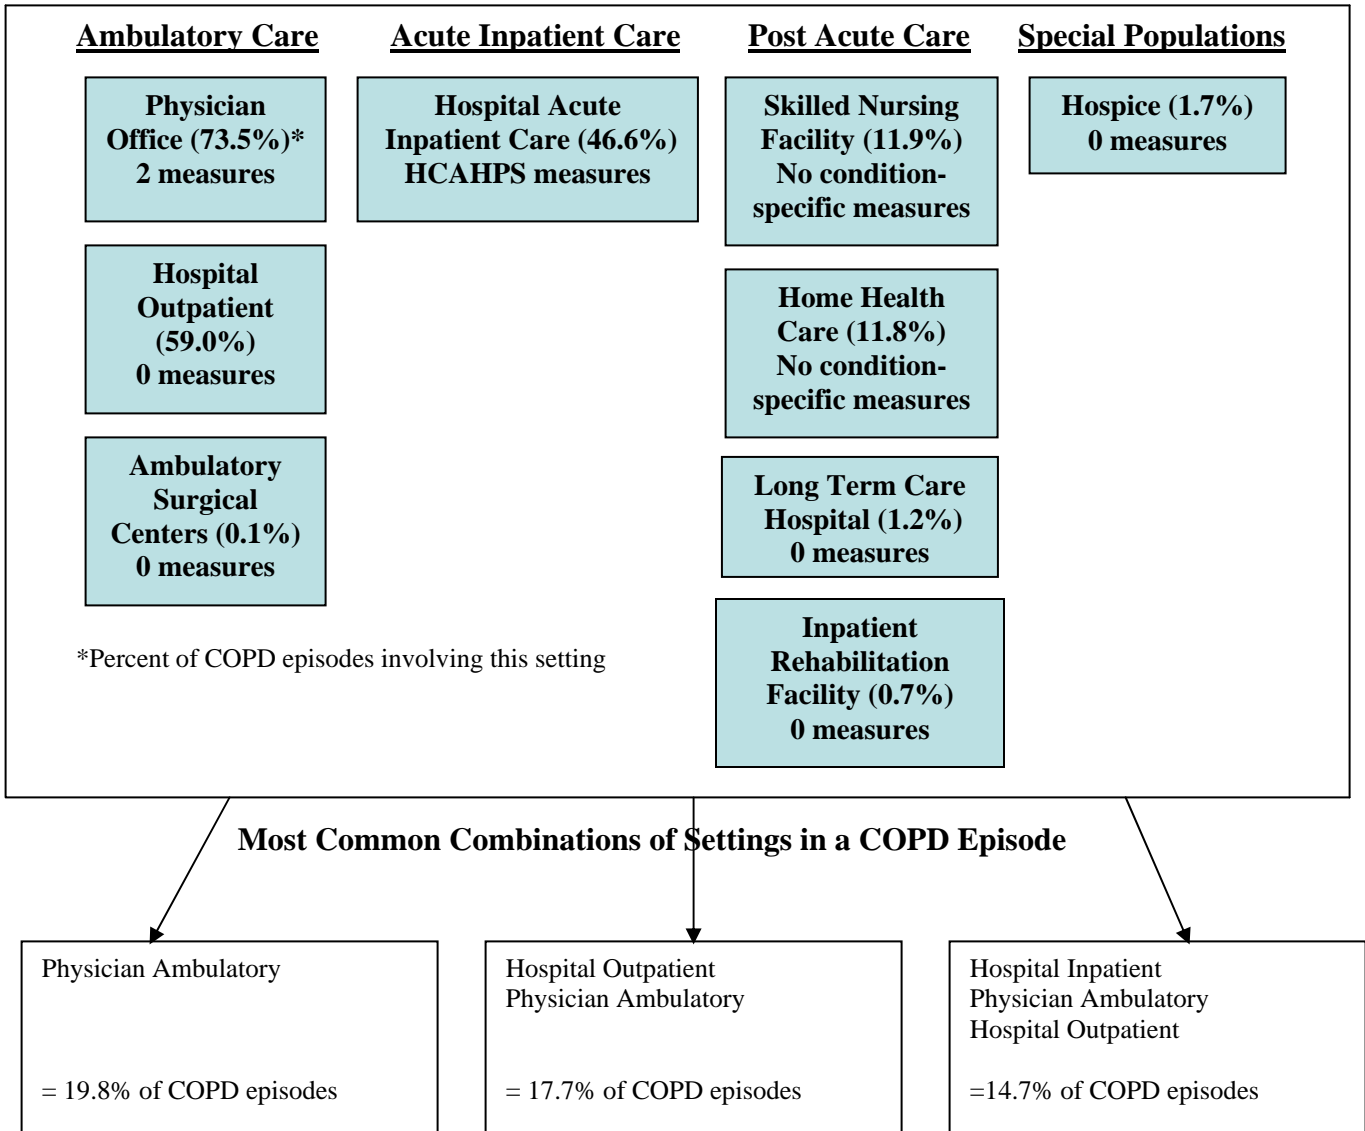 Ambulatory Care
Physician
Office (73.5%)*
2 measures
Hospital
Outpatient
(59.0%)
0 measures
Ambulatory
Surgical
Centers (0.1%)
0 measures
*Percent of COPD episodes involving this setting
Acute Inpatient Care
Hospital Acute
Inpatient Care (46.6%)
HCAHPS measures
Post Acute Care
Skilled Nursing
Facility (11.9%)
No condition-
specific measures
Home Health
Care (11.8%)
No condition-
specific measures
Long Term Care
Hospital (1.2%)
0 measures
Inpatient
Rehabilitation
Facility (0.7%)
0 measures
Special Populations
Hospice (1.7%)
0 measures
Most Common Combinations of Settings in a COPD Episode
Physician Ambulatory
= 19.8% of COPD episodes
Hospital Outpatient
Physician Ambulatory
= 17.7% of COPD episodes
Hospital Inpatient
Physician Ambulatory
Hospital Outpatient
=14.7% of COPD episodes